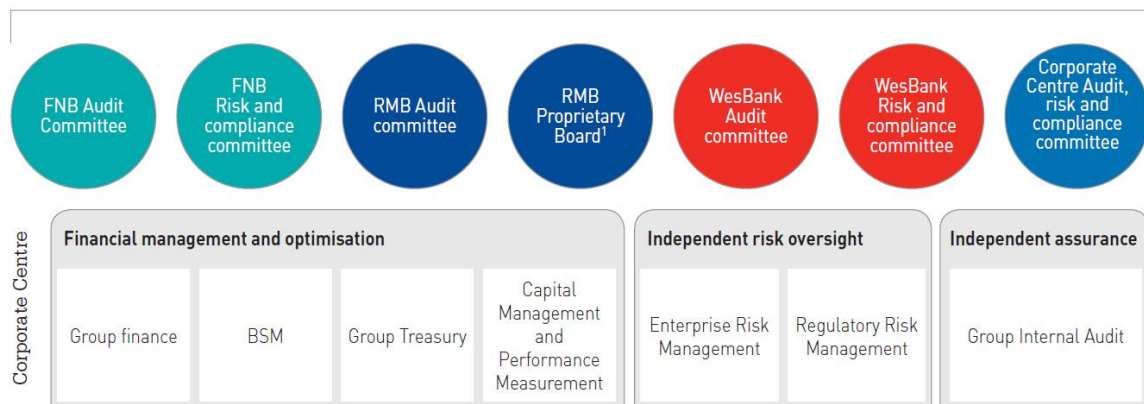 FNB Audit
Committee
FNB
Risk and
compliance
committee
RMB Audit
committee
RMB
Proprietary
Board¹
WesBank
Audit
committee
WesBank
Risk and
compliance
committee
Corporate
Centre Audit,
risk and
compliance
committee
Corporate Centre
Financial management and optimisation
Group finance
BSM
Group Treasury
Capital
Management
and
Performance
Measurement
Independent risk oversight
Enterprise Risk
Management
Regulatory Risk
Management
Independent assurance
Group Internal Audit